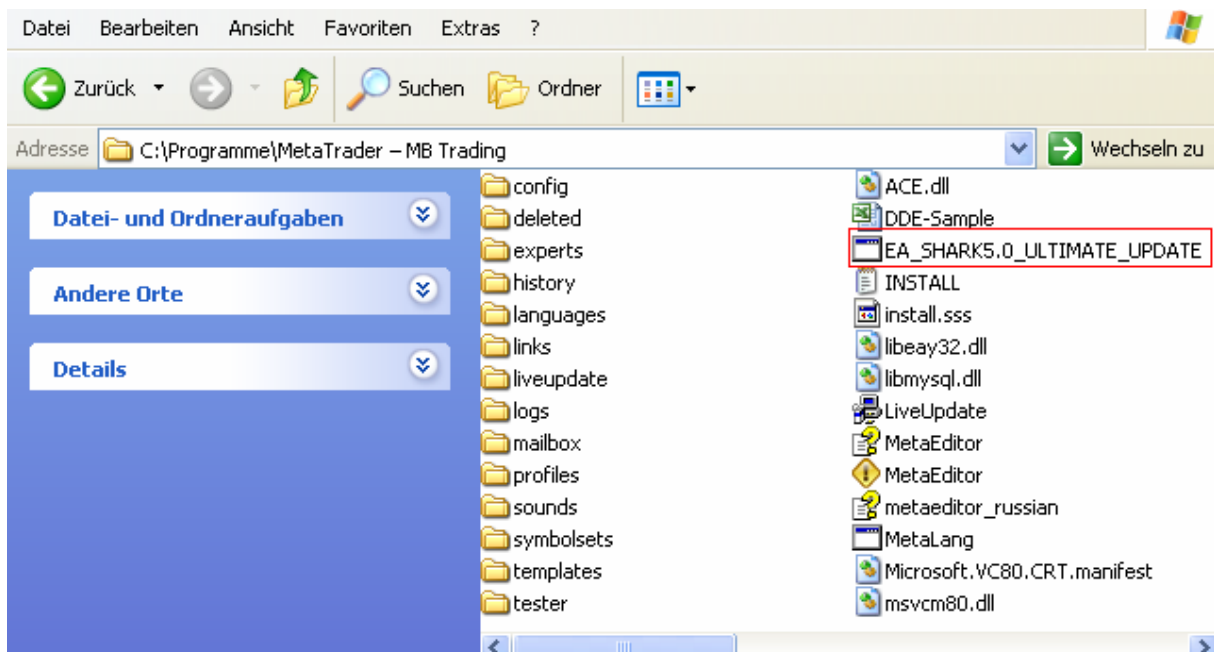 Datei Bearbeiten Ansicht Favoriten Extras ?
Zurück Suchen Ordner
Adresse C:\Programme\MetaTrader – MB Trading Wechseln zu
Datei- und Ordneraufgaben
Andere Orte
Details
config
deleted
experts
history
languages
links
liveupdate
logs
mailbox
profiles
sounds
symbolsets
templates
tester
ACE.dll
DDE-Sample
EA_SHARK5.0_ULTIMATE_UPDATE
INSTALL
install.sss
libeay32.dll
libmysql.dll
LiveUpdate
MetaEditor
MetaEditor
metaeditor_russian
MetaLang
Microsoft.VC80.CRT.manifest
msvcm80.dll